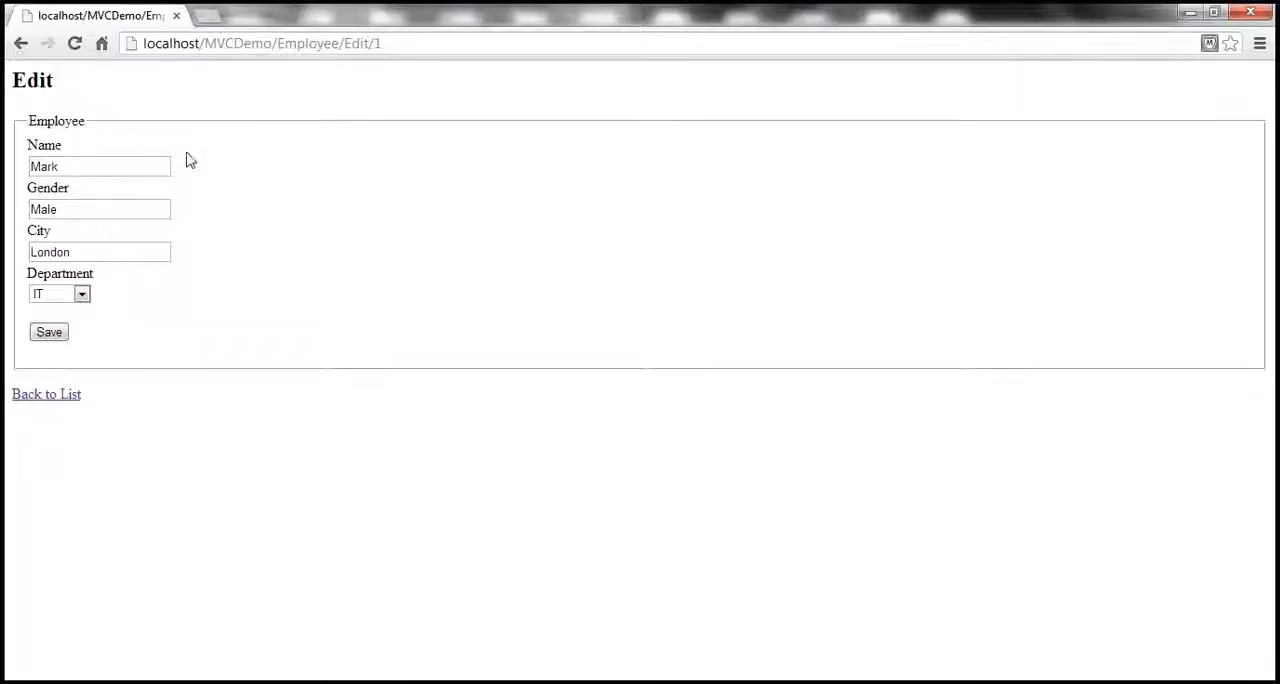 localhost/MVCDemo/Emp
localhost/MVCDemo/Employee/Edit/1
Edit
Employee
Name
Mark
Gender
Male
City
London
Department
IT
Save
Back to List